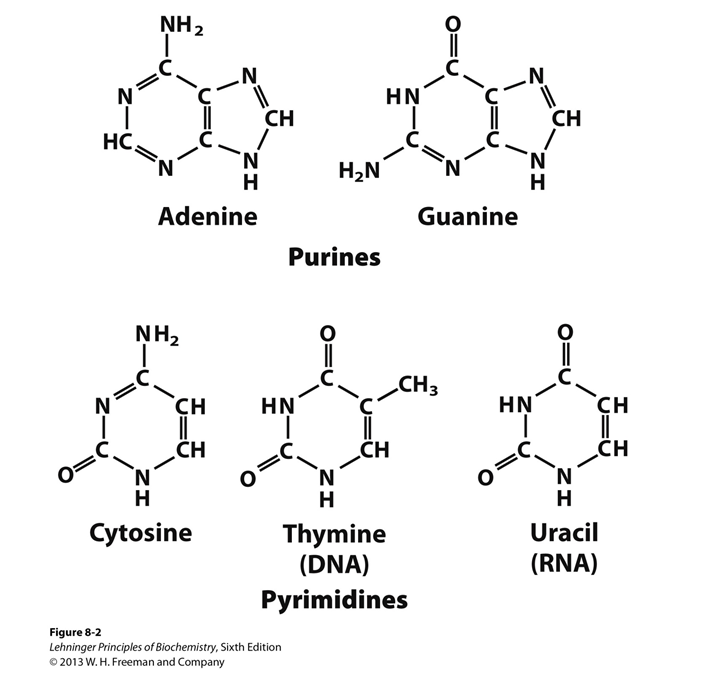 NH₂
N
C
C
N
CH
HC
N
C
N
H
Adenine
O
C
HN
C
N
CH
C
C
H₂N
N
N
H
Guanine
Purines
NH₂
C
N
CH
C
CH
O
N
H
Cytosine
O
C
CH₃
HN
C
C
CH
O
N
H
Thymine
(DNA)
O
C
HN
CH
C
CH
O
N
H
Uracil
(RNA)
Pyrimidines
Figure 8-2
Lehninger Principles of Biochemistry, Sixth Edition
© 2013 W. H. Freeman and Company